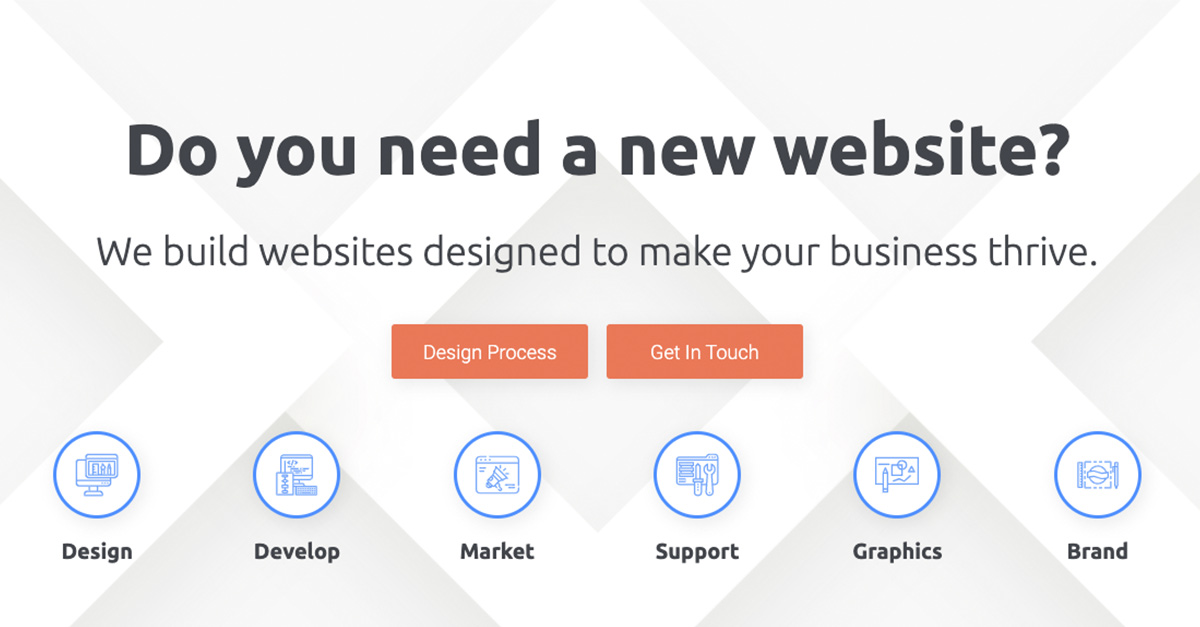 Do you need a new website?
We build websites designed to make your business thrive.
Design Process
Get In Touch
Design
Develop
Market
Support
Graphics
Brand